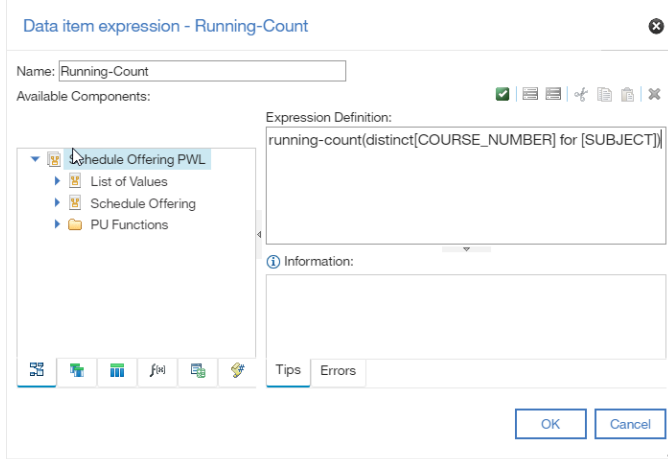 Data item expression - Running-Count
Name: Running-Count
Available Components:
Expression Definition:
running-count(distinct[COURSE_NUMBER] for [SUBJECT])
Schedule Offering PWL
List of Values
Schedule Offering
PU Functions
Information:
Tips Errors
OK Cancel